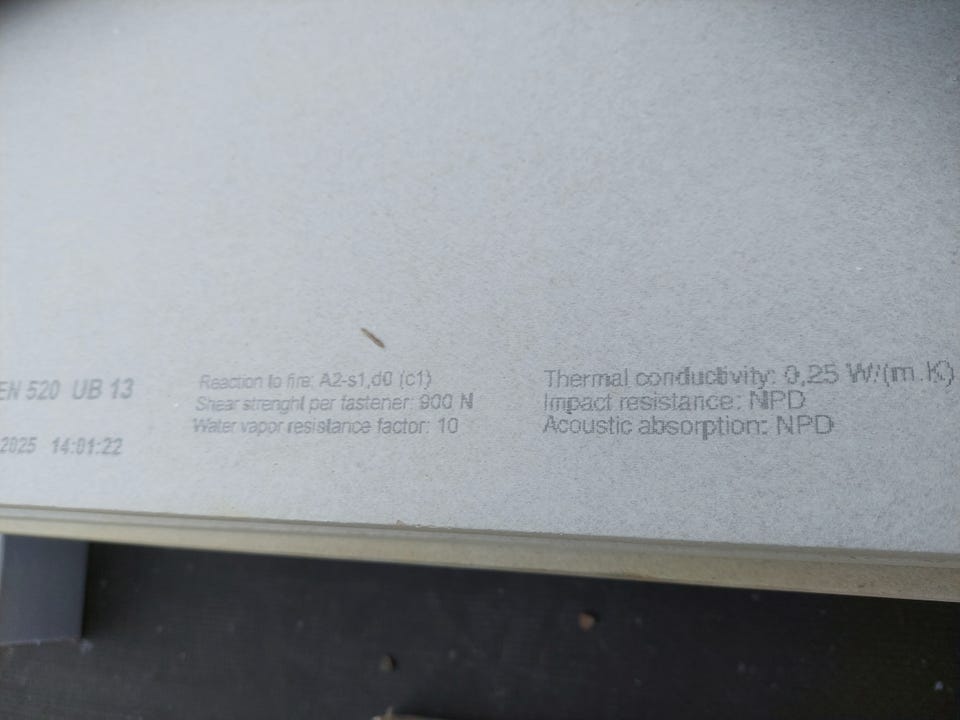 EN 520 UB 13
2025 14:01:22
Reaction to fire: A2-s1,d0 (c1)
Shear strenght per fastener: 900 N
Water vapor resistance factor: 10
Thermal conductivity: 0,25 W/(m.K)
Impact resistance: NPD
Acoustic absorption: NPD